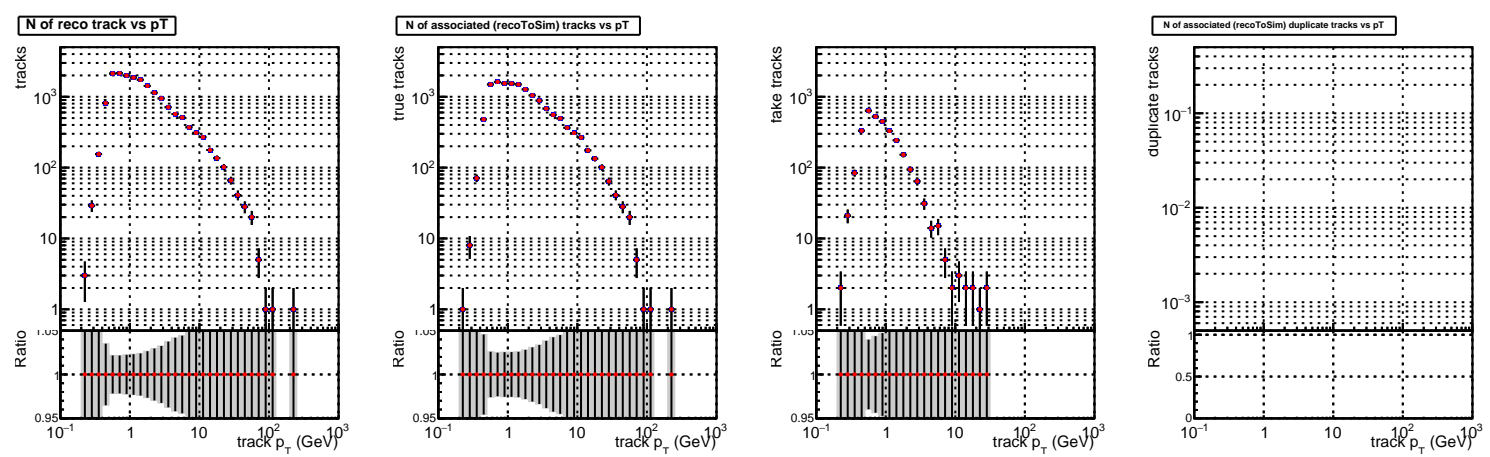 N of reco track vs pT
tracks
10³
10²
10
1
Ratio
1.05
1
0.95
10⁻¹ 1 10 10² 10³
track p_T (GeV)
N of associated (recoToSim) tracks vs pT
true tracks
10³
10²
10
1
Ratio
1.05
1
0.95
10⁻¹ 1 10 10² 10³
track p_T (GeV)
fake tracks
10³
10²
10
1
Ratio
1.05
1
0.95
10⁻¹ 1 10 10² 10³
track p_T (GeV)
N of associated (recoToSim) duplicate tracks vs pT
duplicate tracks
10⁻¹
10⁻²
10⁻³
Ratio
1
0.5
0
10⁻¹ 1 10 10² 10³
track p_T (GeV)